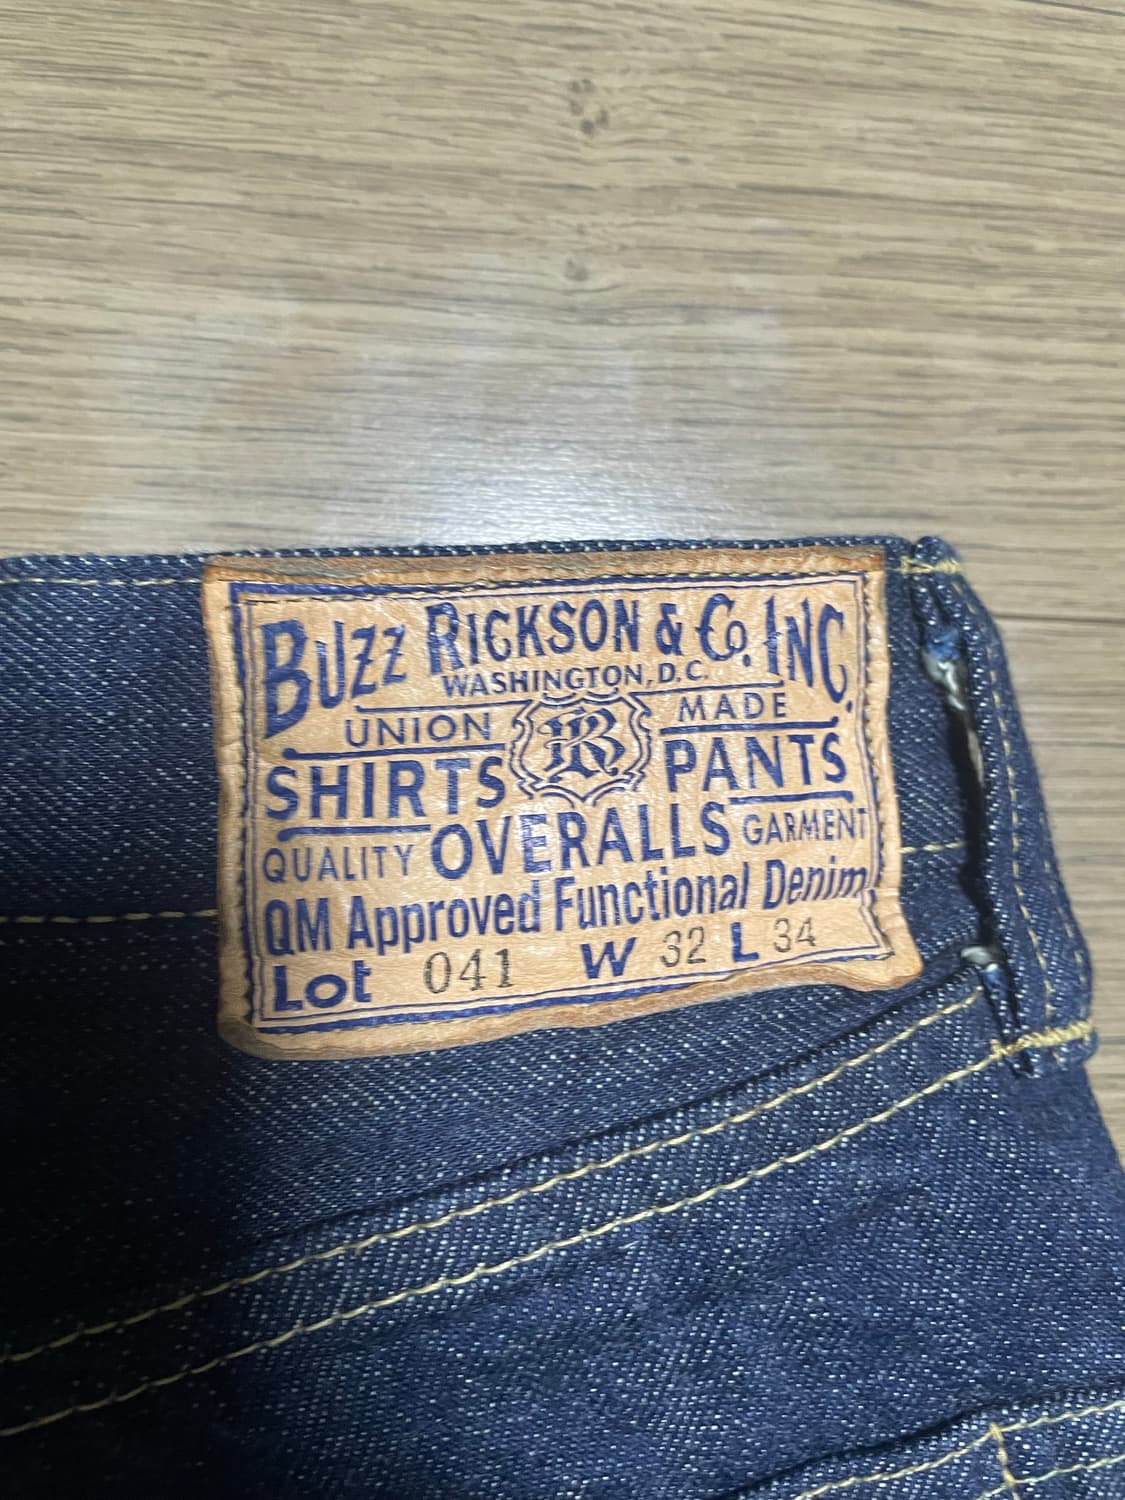 BUZZ RICKSON & Co. INC.
WASHINGTON, D.C.
UNION BR MADE
SHIRTS PANTS
QUALITY OVERALLS GARMENT
QM Approved Functional Denim
Lot 041 W 32 L 34